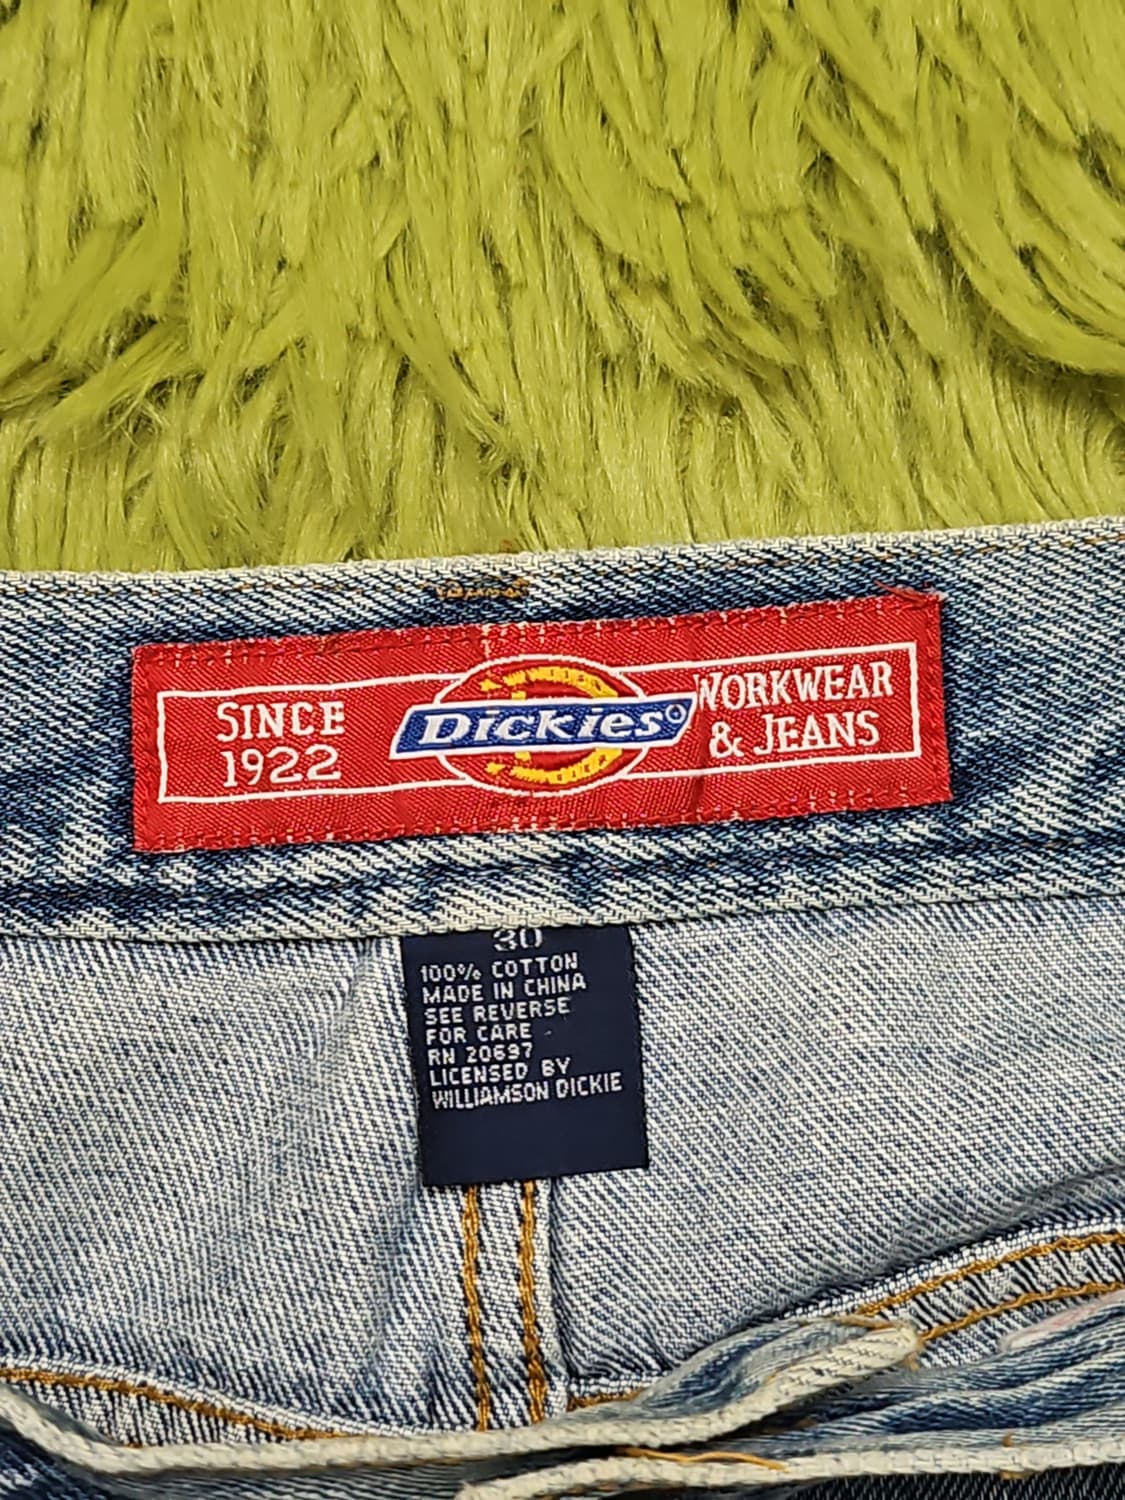 SINCE
1922
Dickies®
WORKWEAR
& JEANS
30
100% COTTON
MADE IN CHINA
SEE REVERSE
FOR CARE
RN 20697
LICENSED BY
WILLIAMSON DICKIE